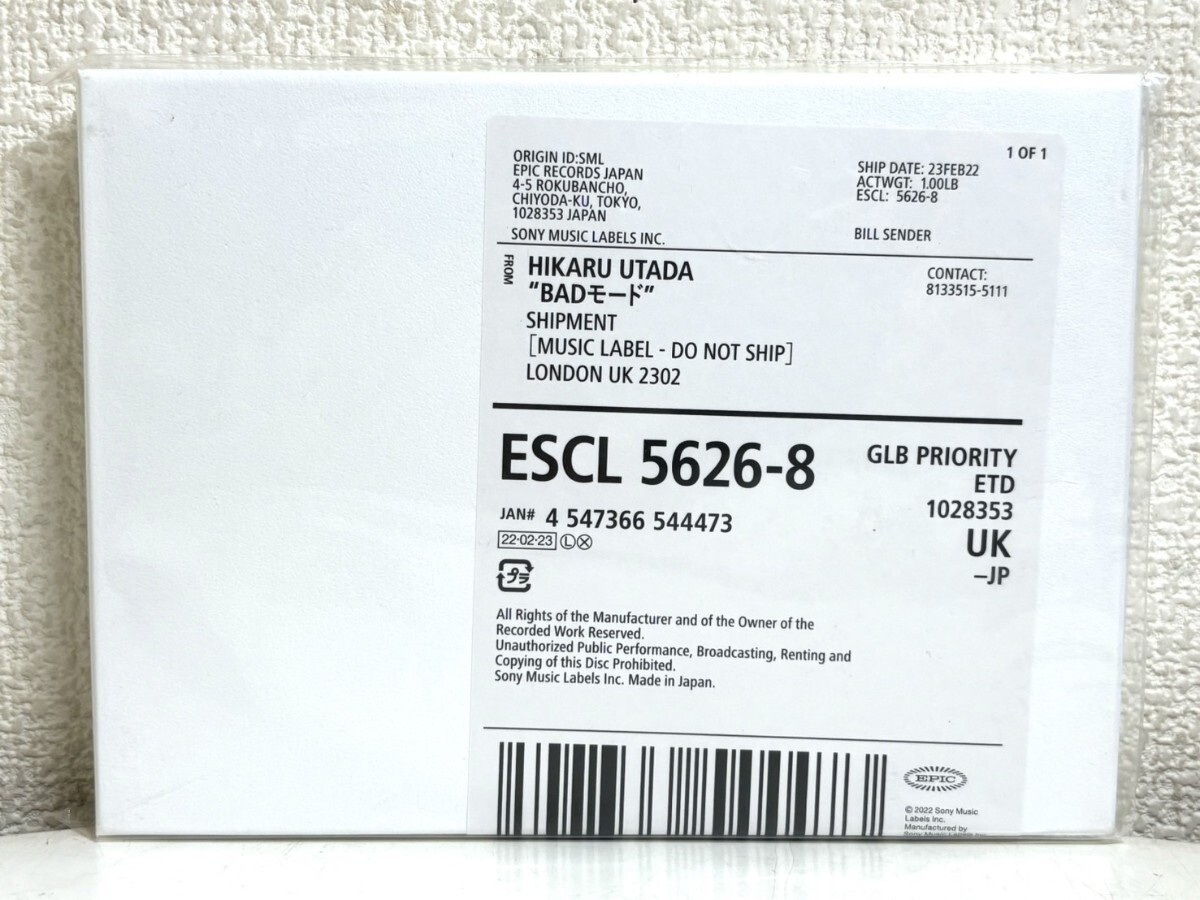 1 OF 1
ORIGIN ID:SML
EPIC RECORDS JAPAN
4-5 ROKUBANCHO,
CHIYODA-KU, TOKYO,
1028353 JAPAN
SONY MUSIC LABELS INC.
SHIP DATE: 23FEB22
ACTWGT: 1.00LB
ESCL: 5626-8
BILL SENDER
FROM
HIKARU UTADA
"BADモード"
SHIPMENT
[MUSIC LABEL - DO NOT SHIP]
LONDON UK 2302
CONTACT:
8133515-5111
ESCL 5626-8
JAN# 4 547366 544473
22·02·23 Ⓛ Ⓧ
プラ
GLB PRIORITY
ETD
1028353
UK
–JP
All Rights of the Manufacturer and of the Owner of the
Recorded Work Reserved.
Unauthorized Public Performance, Broadcasting, Renting and
Copying of this Disc Prohibited.
Sony Music Labels Inc. Made in Japan.
EPIC
© 2022 Sony Music
Labels Inc.
Manufactured by